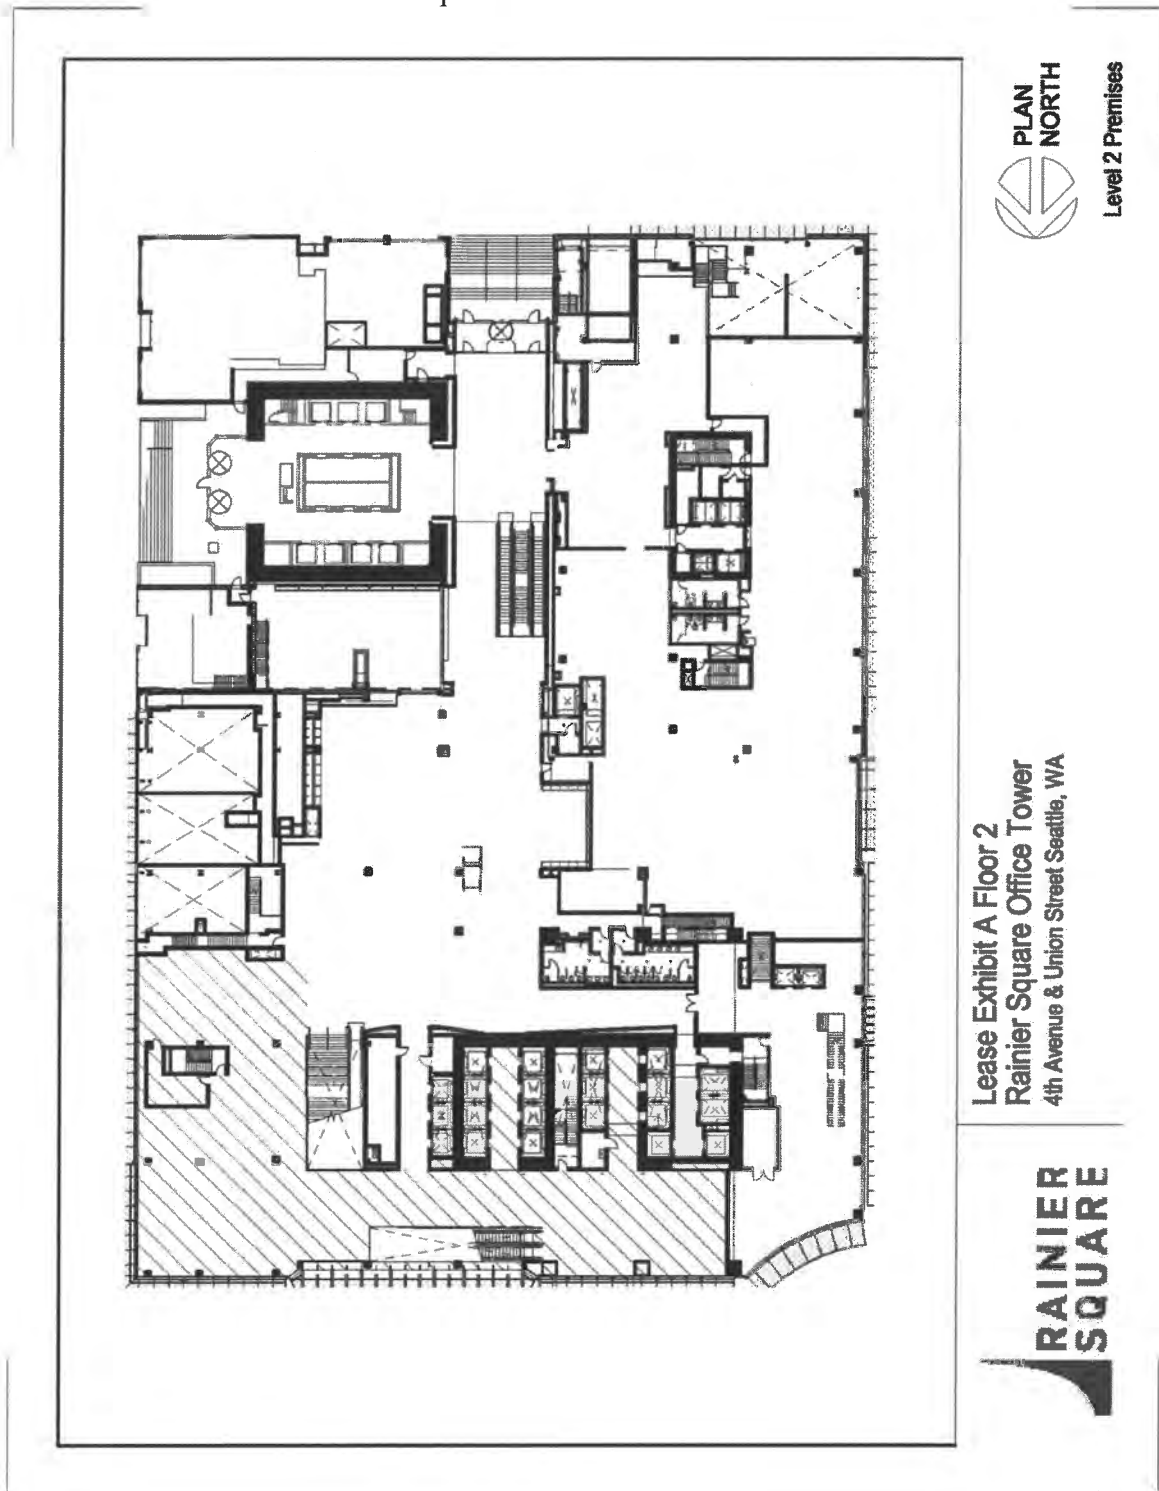 PLAN
NORTH
Level 2 Premises
Lease Exhibit A Floor 2
Rainier Square Office Tower
4th Avenue & Union Street Seattle, WA
RAINIER
SQUARE